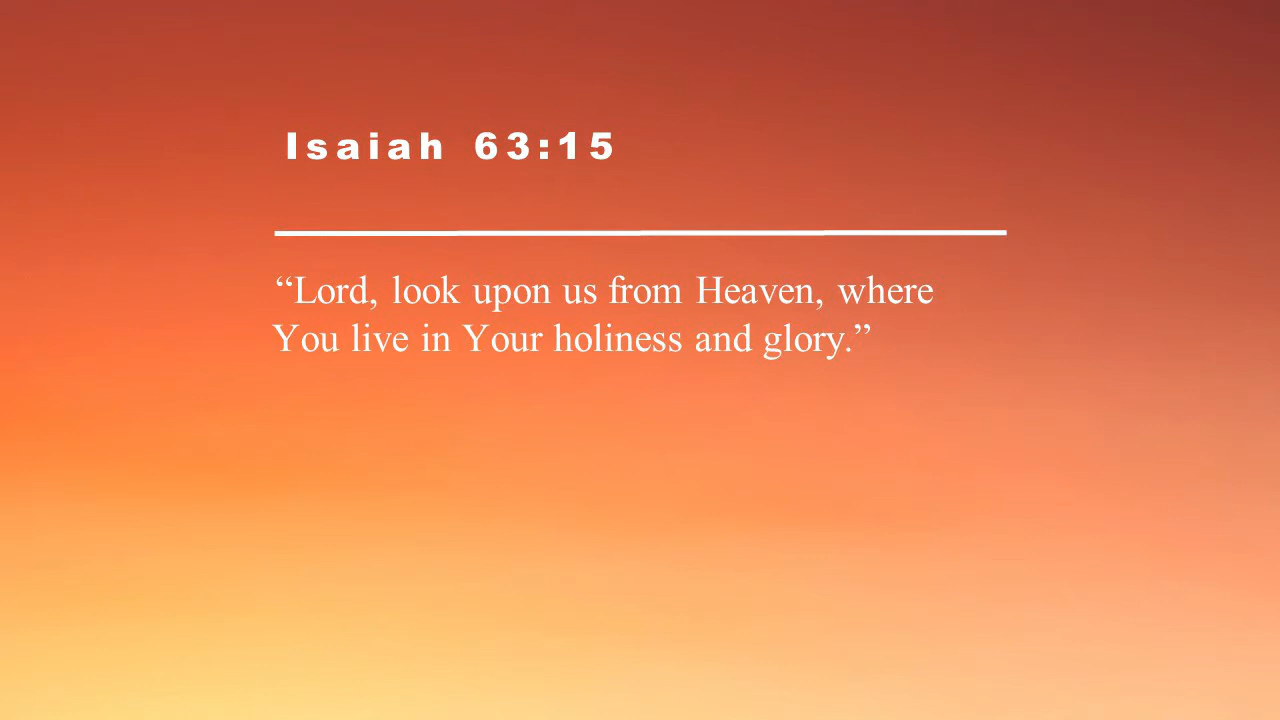 Isaiah 63:15
“Lord, look upon us from Heaven, where
You live in Your holiness and glory.”